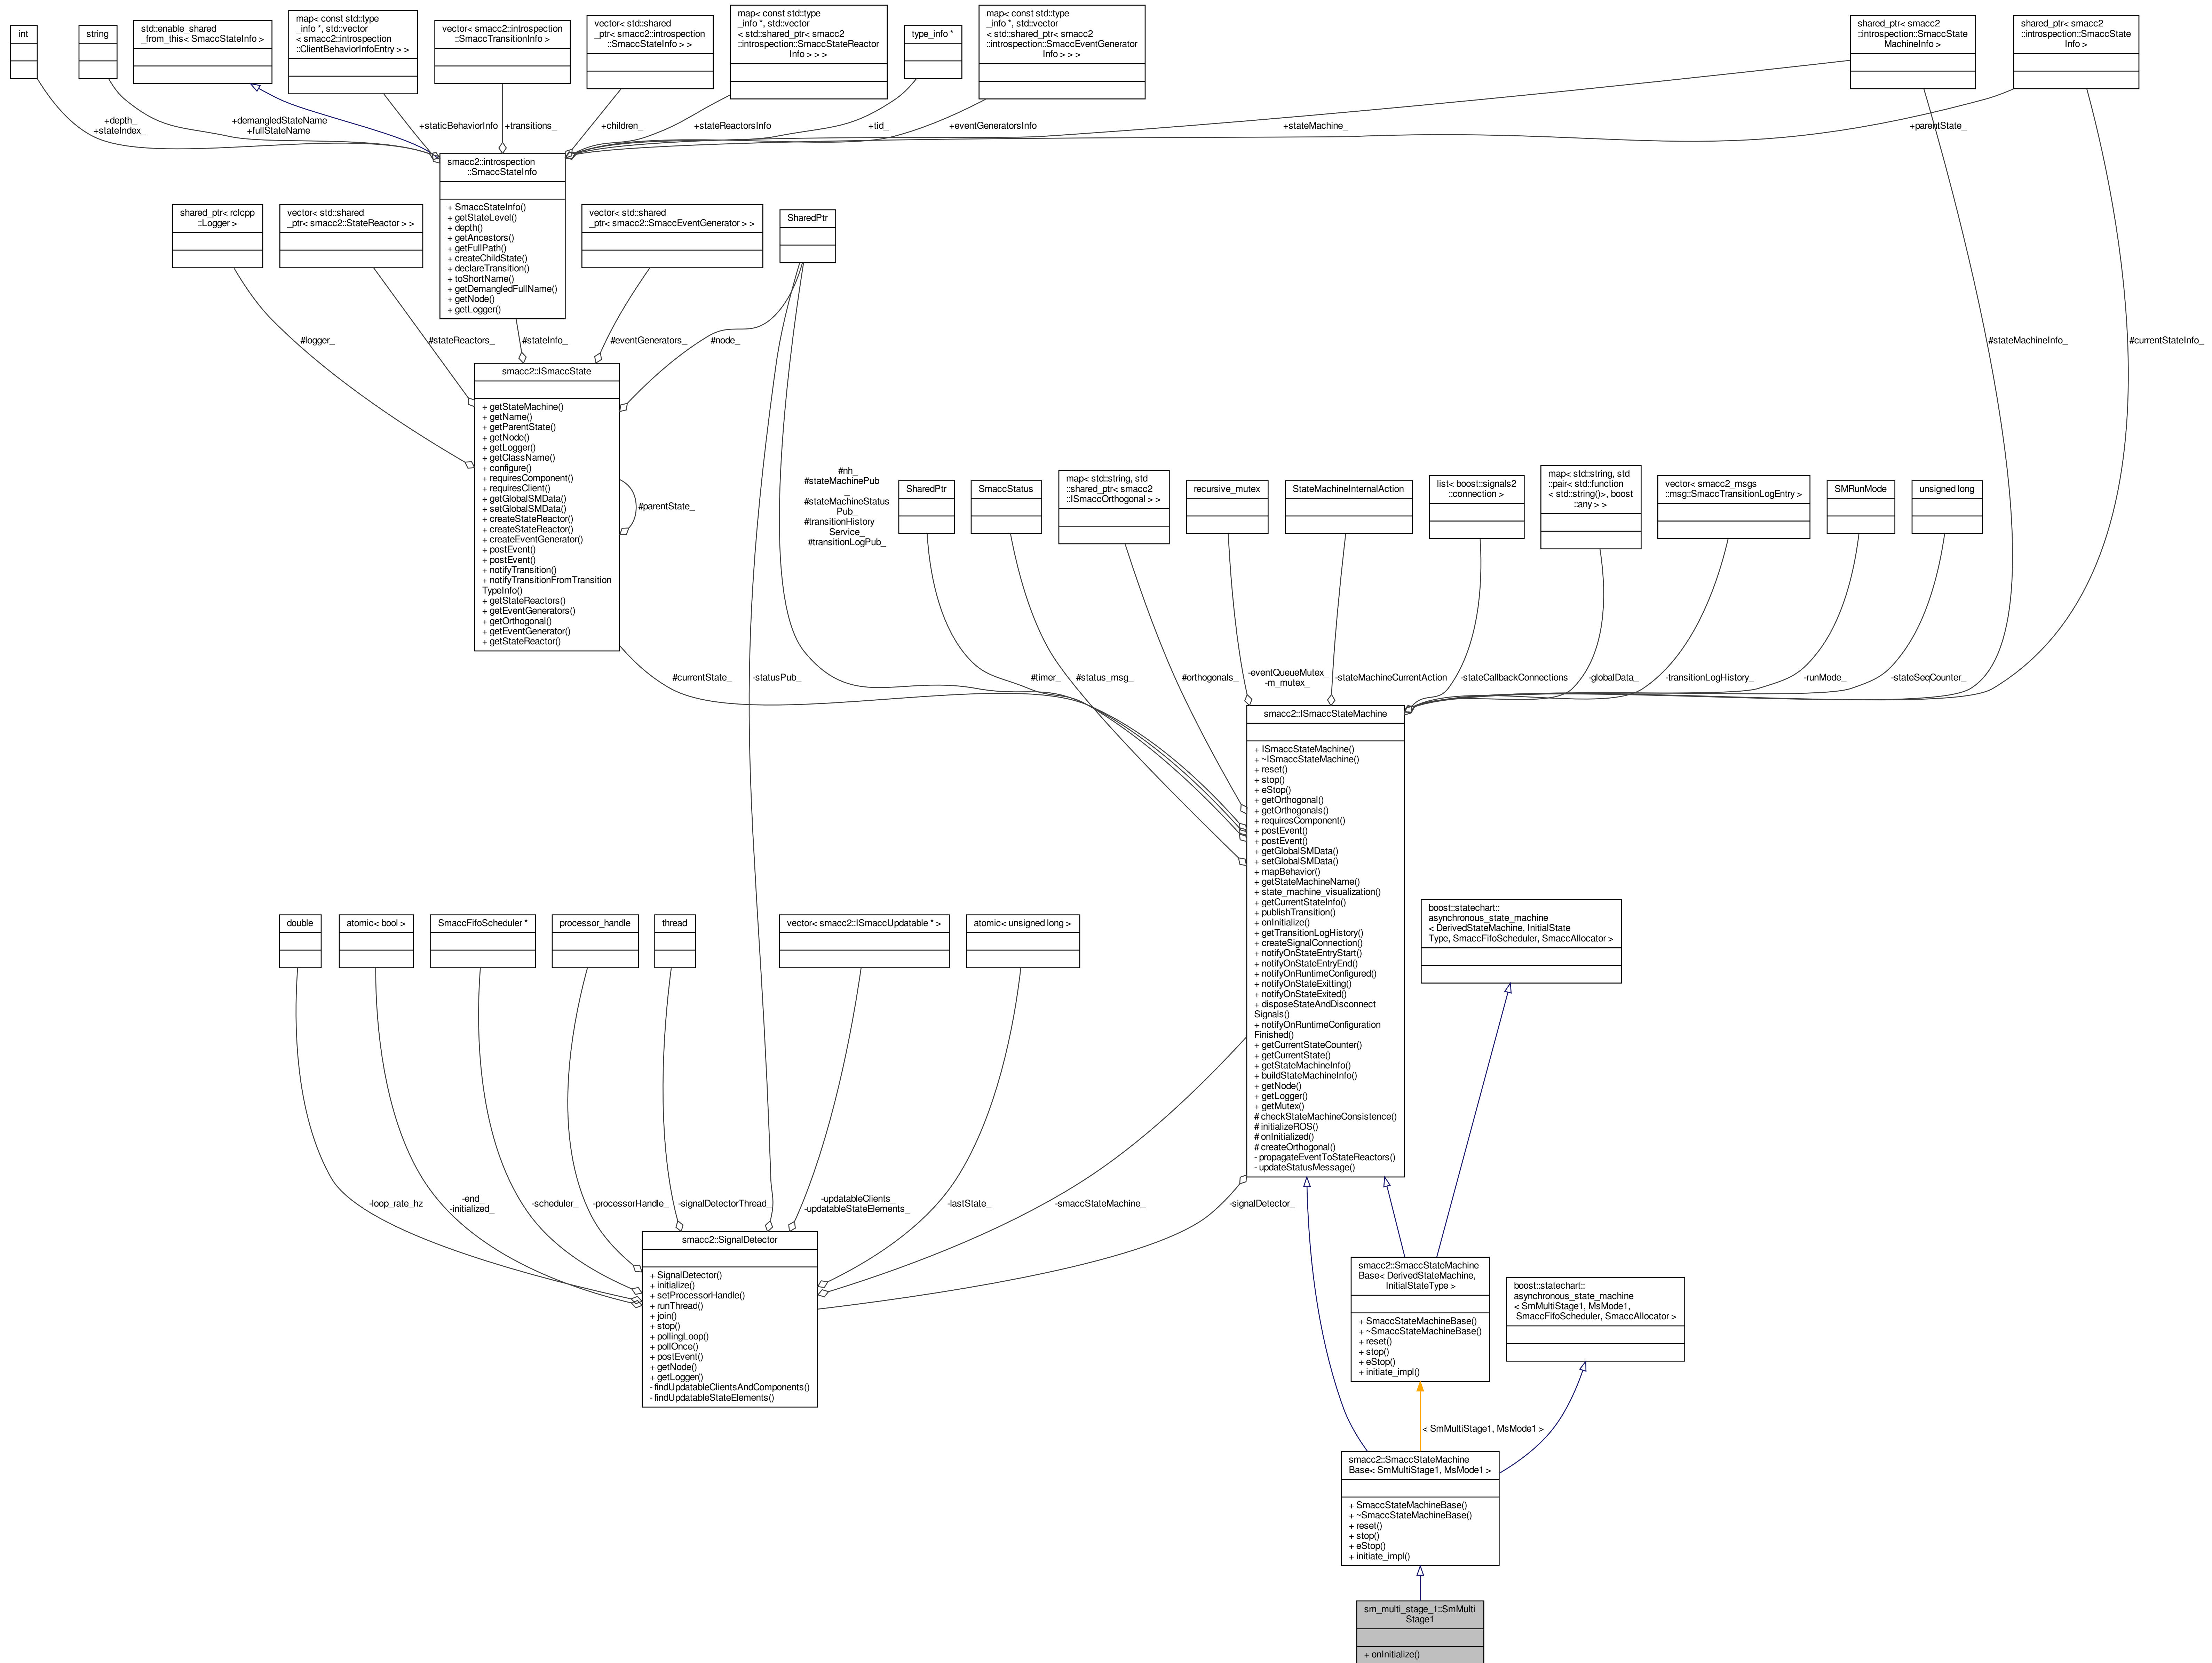 int
string
std::enable_shared
_from_this< SmaccStateInfo >
map< const std::type
_info *, std::vector
< smacc2::introspection
::ClientBehaviorInfoEntry > >
vector< smacc2::introspection
::SmaccTransitionInfo >
vector< std::shared
_ptr< smacc2::introspection
::SmaccStateInfo > >
map< const std::type
_info *, std::vector
< std::shared_ptr< smacc2
::introspection::SmaccStateReactor
Info > > >
type_info *
map< const std::type
_info *, std::vector
< std::shared_ptr< smacc2
::introspection::SmaccEventGenerator
Info > > >
shared_ptr< smacc2
::introspection::SmaccState
MachineInfo >
shared_ptr< smacc2
::introspection::SmaccState
Info >
+depth_
+stateIndex_
+demangledStateName
+fullStateName
+staticBehaviorInfo
+transitions_
+children_
+stateReactorsInfo
+tid_
+eventGeneratorsInfo
+stateMachine_
+parentState_
smacc2::introspection
::SmaccStateInfo
+ SmaccStateInfo()
+ getStateLevel()
+ depth()
+ getAncestors()
+ getFullPath()
+ createChildState()
+ declareTransition()
+ toShortName()
+ getDemangledFullName()
+ getNode()
+ getLogger()
shared_ptr< rclcpp
::Logger >
vector< std::shared
_ptr< smacc2::StateReactor > >
vector< std::shared
_ptr< smacc2::SmaccEventGenerator > >
SharedPtr
#logger_
#stateReactors_
#stateInfo_
#eventGenerators_
#node_
#stateMachineInfo_
#currentStateInfo_
smacc2::ISmaccState
+ getStateMachine()
+ getName()
+ getParentState()
+ getNode()
+ getLogger()
+ getClassName()
+ configure()
+ requiresComponent()
+ requiresClient()
+ getGlobalSMData()
+ setGlobalSMData()
+ createStateReactor()
+ createStateReactor()
+ createEventGenerator()
+ postEvent()
+ postEvent()
+ notifyTransition()
+ notifyTransitionFromTransition
TypeInfo()
+ getStateReactors()
+ getEventGenerators()
+ getOrthogonal()
+ getEventGenerator()
+ getStateReactor()
#parentState_
#nh_
#stateMachinePub
_
#stateMachineStatus
Pub_
#transitionHistory
Service_
#transitionLogPub_
SharedPtr
SmaccStatus
map< std::string, std
::shared_ptr< smacc2
::ISmaccOrthogonal > >
recursive_mutex
StateMachineInternalAction
list< boost::signals2
::connection >
map< std::string, std
::pair< std::function
< std::string()>, boost
::any > >
vector< smacc2_msgs
::msg::SmaccTransitionLogEntry >
SMRunMode
unsigned long
#currentState_
-statusPub_
#timer_
#status_msg_
#orthogonals_
-eventQueueMutex_
-m_mutex_
-stateMachineCurrentAction
-stateCallbackConnections
-globalData_
-transitionLogHistory_
-runMode_
-stateSeqCounter_
smacc2::ISmaccStateMachine
+ ISmaccStateMachine()
+ ~ISmaccStateMachine()
+ reset()
+ stop()
+ eStop()
+ getOrthogonal()
+ getOrthogonals()
+ requiresComponent()
+ postEvent()
+ postEvent()
+ getGlobalSMData()
+ setGlobalSMData()
+ mapBehavior()
+ getStateMachineName()
+ state_machine_visualization()
+ getCurrentStateInfo()
+ publishTransition()
+ onInitialize()
+ getTransitionLogHistory()
+ createSignalConnection()
+ notifyOnStateEntryStart()
+ notifyOnStateEntryEnd()
+ notifyOnRuntimeConfigured()
+ notifyOnStateExitting()
+ notifyOnStateExited()
+ disposeStateAndDisconnect
Signals()
+ notifyOnRuntimeConfiguration
Finished()
+ getCurrentStateCounter()
+ getCurrentState()
+ getStateMachineInfo()
+ buildStateMachineInfo()
+ getNode()
+ getLogger()
+ getMutex()
# checkStateMachineConsistence()
# initializeROS()
# onInitialized()
# createOrthogonal()
- propagateEventToStateReactors()
- updateStatusMessage()
double
atomic< bool >
SmaccFifoScheduler *
processor_handle
thread
vector< smacc2::ISmaccUpdatable * >
atomic< unsigned long >
boost::statechart::
asynchronous_state_machine
< DerivedStateMachine, InitialState
Type, SmaccFifoScheduler, SmaccAllocator >
-loop_rate_hz
-end_
-initialized_
-scheduler_
-processorHandle_
-signalDetectorThread_
-updatableClients_
-updatableStateElements_
-lastState_
-smaccStateMachine_
-signalDetector_
smacc2::SignalDetector
+ SignalDetector()
+ initialize()
+ setProcessorHandle()
+ runThread()
+ join()
+ stop()
+ pollingLoop()
+ pollOnce()
+ postEvent()
+ getNode()
+ getLogger()
- findUpdatableClientsAndComponents()
- findUpdatableStateElements()
smacc2::SmaccStateMachine
Base< DerivedStateMachine,
InitialStateType >
+ SmaccStateMachineBase()
+ ~SmaccStateMachineBase()
+ reset()
+ stop()
+ eStop()
+ initiate_impl()
boost::statechart::
asynchronous_state_machine
< SmMultiStage1, MsMode1,
SmaccFifoScheduler, SmaccAllocator >
< SmMultiStage1, MsMode1 >
smacc2::SmaccStateMachine
Base< SmMultiStage1, MsMode1 >
+ SmaccStateMachineBase()
+ ~SmaccStateMachineBase()
+ reset()
+ stop()
+ eStop()
+ initiate_impl()
sm_multi_stage_1::SmMulti
Stage1
+ onInitialize()